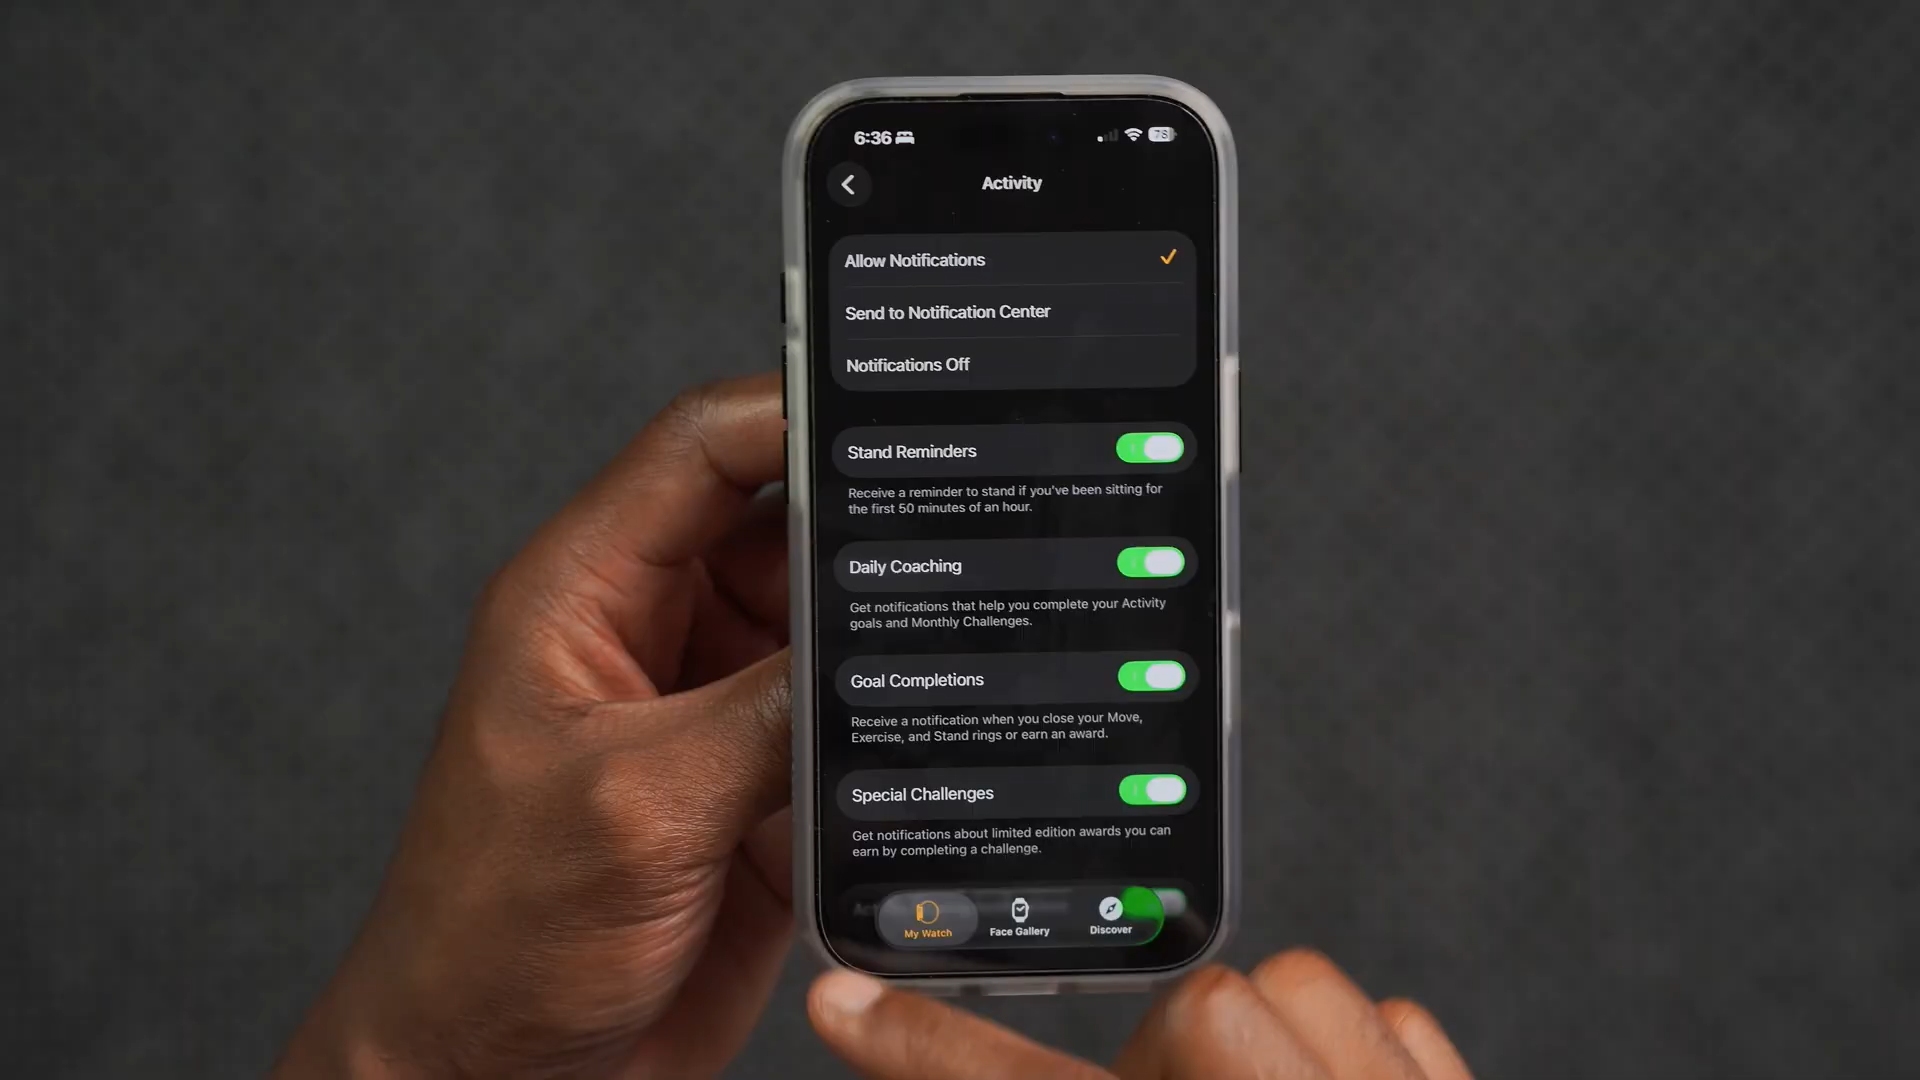 6:36
78
Activity
Allow Notifications
Send to Notification Center
Notifications Off
Stand Reminders
Receive a reminder to stand if you've been sitting for
the first 50 minutes of an hour.
Daily Coaching
Get notifications that help you complete your Activity
goals and Monthly Challenges.
Goal Completions
Receive a notification when you close your Move,
Exercise, and Stand rings or earn an award.
Special Challenges
Get notifications about limited edition awards you can
earn by completing a challenge.
My Watch
Face Gallery
Discover